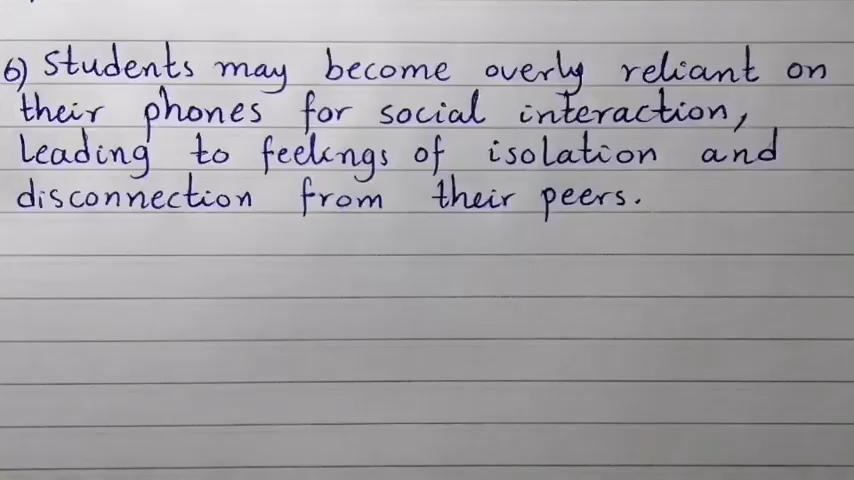 6) Students may become overly reliant on
their phones for social interaction,
leading to feelings of isolation and
disconnection from their peers.